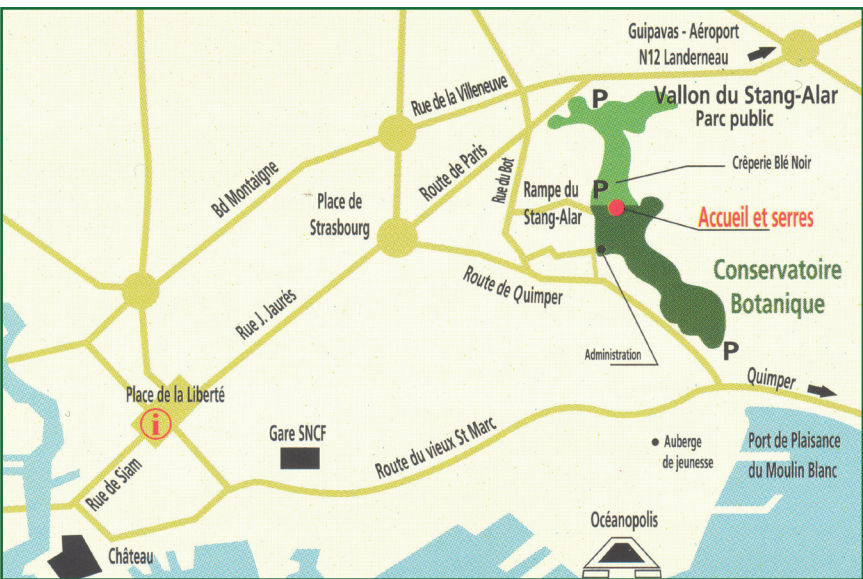 Guipavas - Aéroport
N12 Landerneau
Rue de la Villeneuve
P
Vallon du Stang-Alar
Parc public
Bd Montaigne
Route de Paris
Rue du Bot
Crêperie Blé Noir
Place de
Strasbourg
Rampe du
Stang-Alar
P
Accueil et serres
Route de Quimper
Conservatoire
Botanique
Rue J. Jaurés
Administration
P
Quimper
Place de la Liberté
i
Gare SNCF
Route du vieux St Marc
Auberge
de jeunesse
Port de Plaisance
du Moulin Blanc
Rue de Siam
Océanopolis
Château